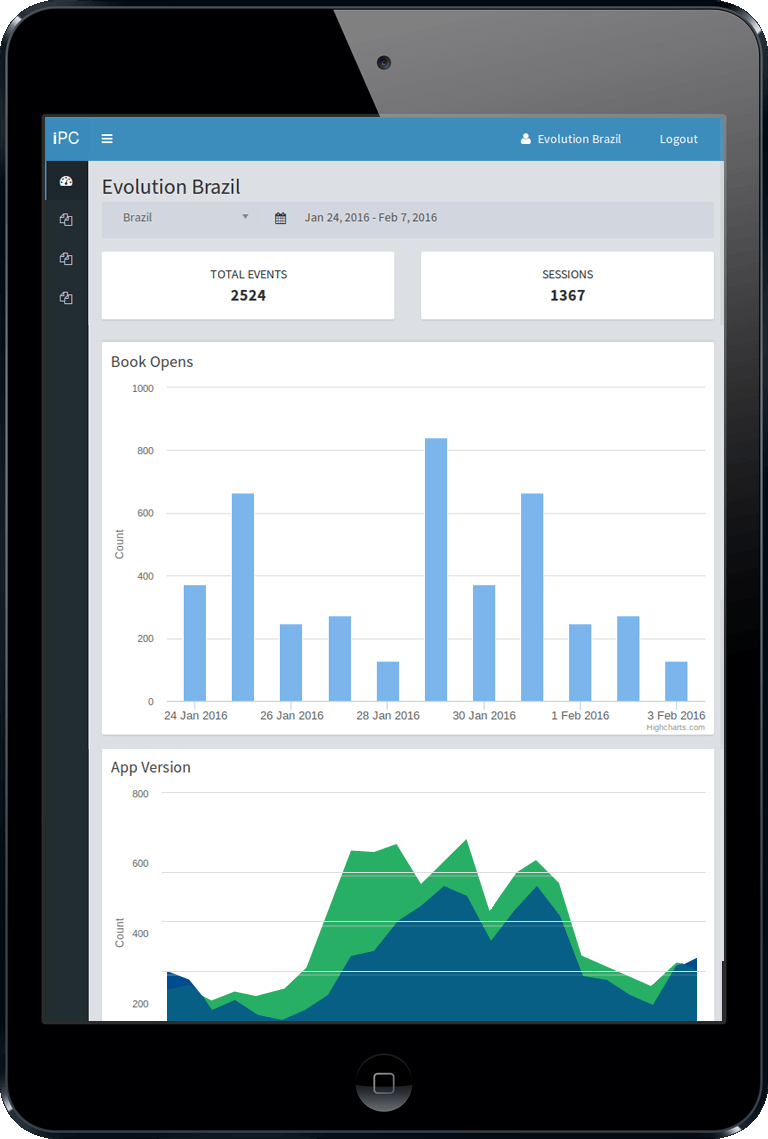 iPC
Evolution Brazil
Logout
Evolution Brazil
Brazil
Jan 24, 2016 - Feb 7, 2016
TOTAL EVENTS
2524
SESSIONS
1367
Book Opens
1000
800
600
400
200
0
Count
24 Jan 2016
26 Jan 2016
28 Jan 2016
30 Jan 2016
1 Feb 2016
3 Feb 2016
Highcharts.com
App Version
800
600
400
200
Count